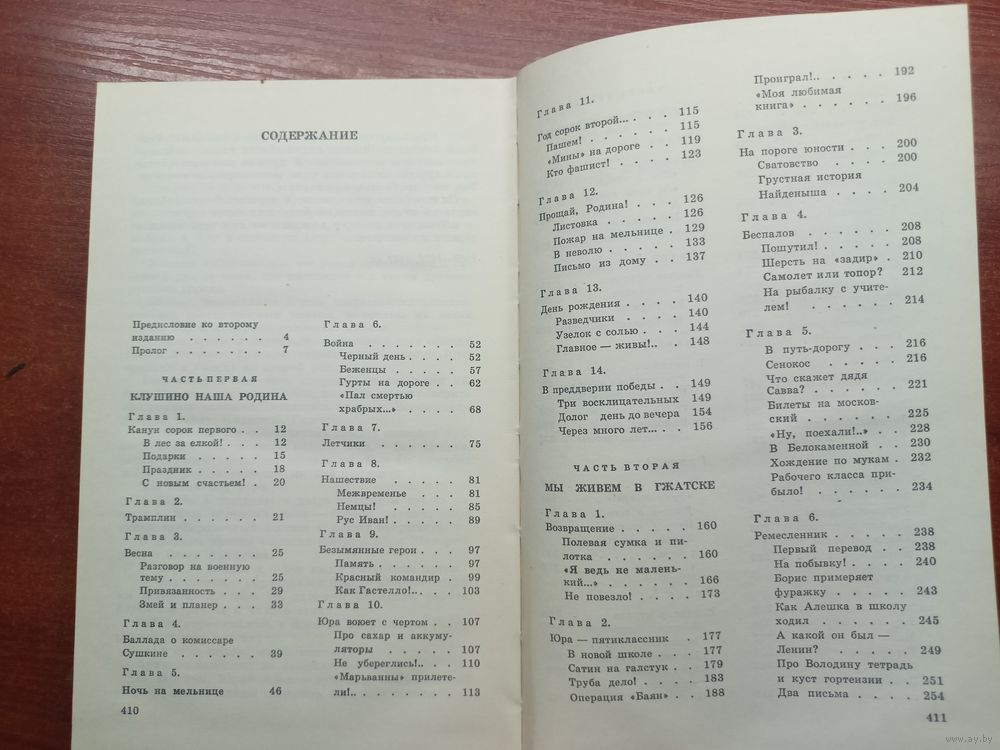 СОДЕРЖАНИЕ
Предисловие ко второму
изданию . . . . . . 4
Пролог . . . . . . . 7
ЧАСТЬ ПЕРВАЯ
КЛУШИНО НАША РОДИНА
Глава 1.
Канун сорок первого . . 12
В лес за елкой! . . . 12
Подарки . . . . . 15
Праздник . . . . . 18
С новым счастьем! . 20
Глава 2.
Трамплин . . . . . . 21
Глава 3.
Весна . . . . . . . 25
Разговор на военную
тему . . . . . . . 25
Привязанность . . . 29
Змей и планер . . . 33
Глава 4.
Баллада о комиссаре
Сушкине . . . . . . 39
Глава 5.
Ночь на мельнице 46
410
Глава 6.
Война . . . . . . . 52
Черный день . . . . 52
Беженцы . . . . . 57
Гурты на дороге . . 62
«Пал смертью
храбрых...» . . . . 68
Глава 7.
Летчики . . . . . . 75
Глава 8.
Нашествие . . . . . 81
Межвременье . . . . 81
Немцы! . . . . . 85
Рус Иван! . . . . . 89
Глава 9.
Безымянные герои . . . 97
Память . . . . . . 97
Красный командир . . 99
Как Гастелло!.. . . . 103
Глава 10.
Юра воюет с чертом . . . 107
Про сахар и аккуму-
ляторы . . . . . 107
Не убереглись!.. . . 110
«Марьванны» прилете-
ли!.. . . . . . . . 113
Глава 11.
Год сорок второй... . . . 115
Пашем! . . . . . . 115
«Мины» на дороге . . 119
Кто фашист! . . . . 123
Глава 12.
Прощай, Родина! . . . 126
Листовка . . . . . 126
Пожар на мельнице . 129
В неволю . . . . . 133
Письмо из дому . . . 137
Глава 13.
День рождения . . . . 140
Разведчики . . . . 140
Узелок с солью. . . . 144
Главное — живы!.. . . 148
Глава 14.
В преддверии победы . . 149
Три восклицательных 149
Долог день до вечера 154
Через много лет... . . 156
ЧАСТЬ ВТОРАЯ
МЫ ЖИВЕМ В ГЖАТСКЕ
Глава 1.
Возвращение . . . . . 160
Полевая сумка и пи-
лотка . . . . . . 160
«Я ведь не малень-
кий...» . . . . . . 166
Не повезло! . . . . 173
Глава 2.
Юра — пятиклассник . 177
В новой школе . . . 177
Сатин на галстук . . 179
Труба дело! . . . . 183
Операция «Баян» . . 188
Проиграл!.. . . . . 192
«Моя любимая
книга» . . . . . . 196
Глава 3.
На пороге юности . . . 200
Сватовство . . . . 200
Грустная история
Найденыша . . . . 204
Глава 4.
Беспалов . . . . . . 208
Пошутил! . . . . . 208
Шерсть на «задир» . 210
Самолет или топор? 212
На рыбалку с учите-
лем! . . . . . . . 214
Глава 5.
В путь-дорогу . . . 216
Сенокос . . . . . 216
Что скажет дядя
Савва? . . . . . . 221
Билеты на москов-
ский . . . . . . . 225
«Ну, поехали!..» . . 228
В Белокаменной . . 230
Хождение по мукам . 232
Рабочего класса при-
было! . . . . . . 234
Глава 6.
Ремесленник . . . . . 238
Первый перевод . . 238
На побывку! . . . . 240
Борис примеряет
фуражку . . . . . 243
Как Алешка в школу
ходил . . . . . . 245
А какой он был —
Ленин? . . . . . 249
Про Володину тетрадь
и куст гортензии . . 251
Два письма . . . . 254
411
ay.by